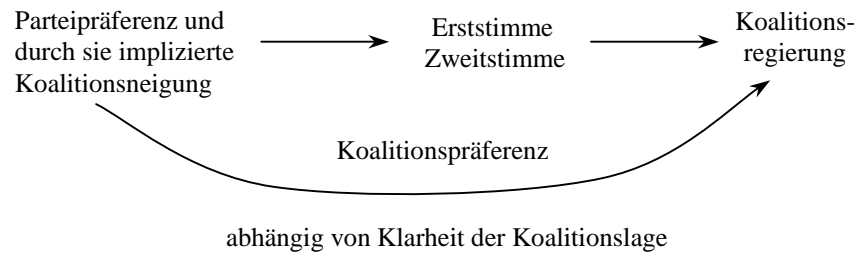 Parteipräferenz und
durch sie implizierte
Koalitionsneigung
Erststimme
Zweitstimme
Koalitions-
regierung
Koalitionspräferenz
abhängig von Klarheit der Koalitionslage